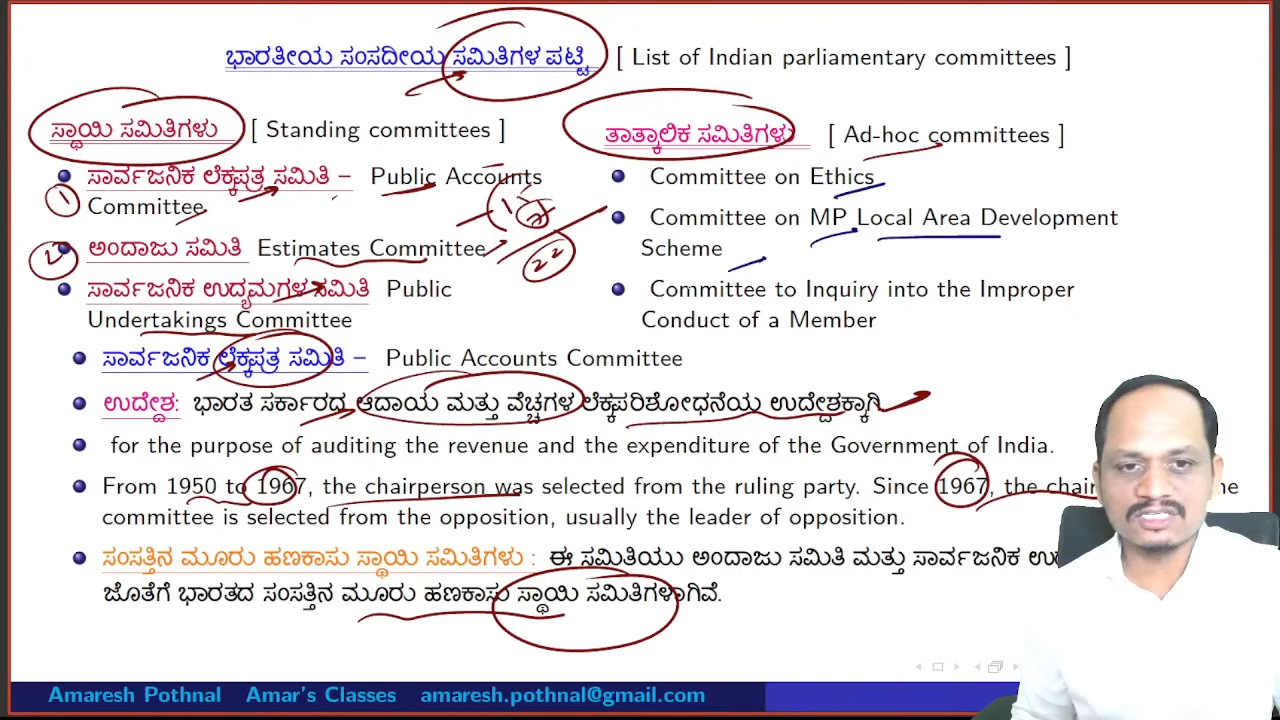 ಭಾರತೀಯ ಸಂಸದೀಯ ಸಮಿತಿಗಳ ಪಟ್ಟಿ [ List of Indian parliamentary committees ]
ಸ್ಥಾಯಿ ಸಮಿತಿಗಳು [ Standing committees ]
ಸಾರ್ವಜನಿಕ ಲೆಕ್ಕಪತ್ರ ಸಮಿತಿ – Public Accounts
Committee
1
ಅಂದಾಜು ಸಮಿತಿ Estimates Committee
2
ಸಾರ್ವಜನಿಕ ಉದ್ಯಮಗಳ ಸಮಿತಿ Public
Undertakings Committee
22
ತಾತ್ಕಾಲಿಕ ಸಮಿತಿಗಳು [ Ad-hoc committees ]
Committee on Ethics
Committee on MP Local Area Development
Scheme
Committee to Inquiry into the Improper
Conduct of a Member
ಸಾರ್ವಜನಿಕ ಲೆಕ್ಕಪತ್ರ ಸಮಿತಿ – Public Accounts Committee
ಉದ್ದೇಶ: ಭಾರತ ಸರ್ಕಾರದ ಆದಾಯ ಮತ್ತು ವೆಚ್ಚಗಳ ಲೆಕ್ಕಪರಿಶೋಧನೆಯ ಉದ್ದೇಶಕ್ಕಾಗಿ
for the purpose of auditing the revenue and the expenditure of the Government of India.
From 1950 to 1967, the chairperson was selected from the ruling party. Since 1967, the
committee is selected from the opposition, usually the leader of opposition.
ಸಂಸತ್ತಿನ ಮೂರು ಹಣಕಾಸು ಸ್ಥಾಯಿ ಸಮಿತಿಗಳು : ಈ ಸಮಿತಿಯು ಅಂದಾಜು ಸಮಿತಿ ಮತ್ತು ಸಾರ್ವಜನಿಕ
ಜೊತೆಗೆ ಭಾರತದ ಸಂಸತ್ತಿನ ಮೂರು ಹಣಕಾಸು ಸ್ಥಾಯಿ ಸಮಿತಿಗಳಾಗಿವೆ.
Amaresh Pothnal Amar's Classes amaresh.pothnal@gmail.com